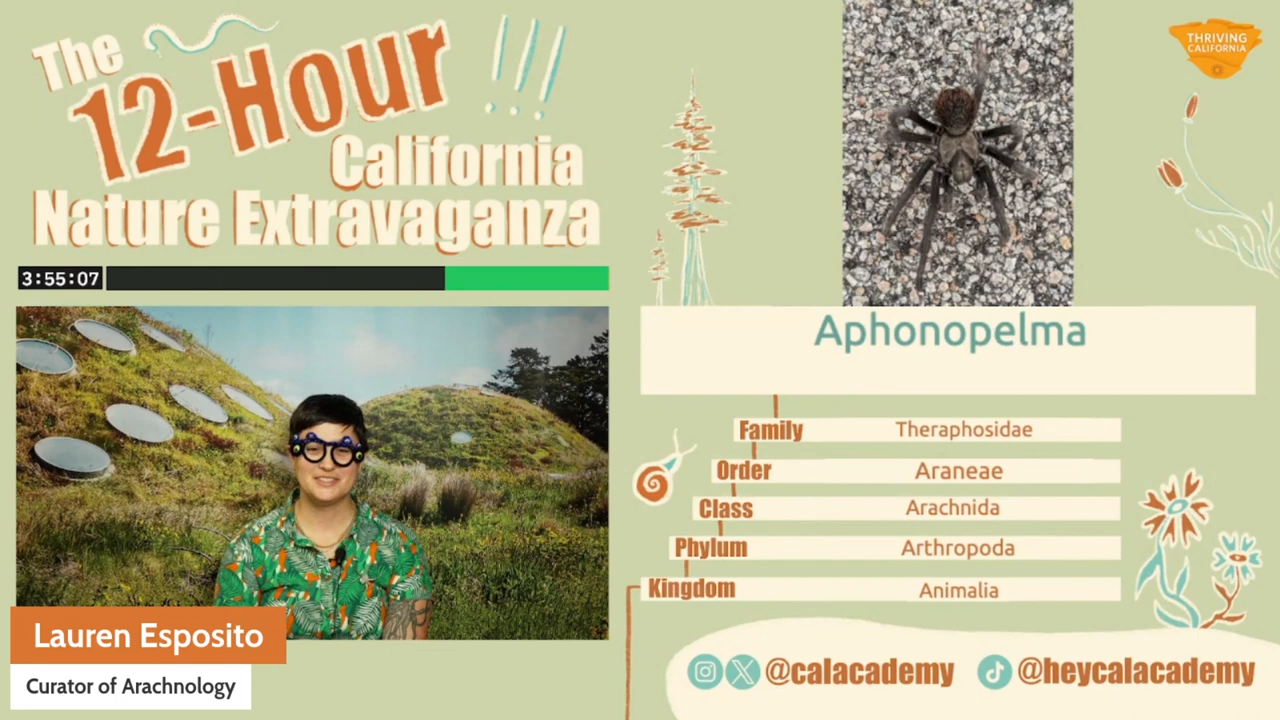 The
12-Hour !!!
California
Nature Extravaganza
3:55:07
Lauren Esposito
Curator of Arachnology
THRIVING
CALIFORNIA
Aphonopelma
Family Theraphosidae
Order Araneae
Class Arachnida
Phylum Arthropoda
Kingdom Animalia
@calacademy @heycalacademy